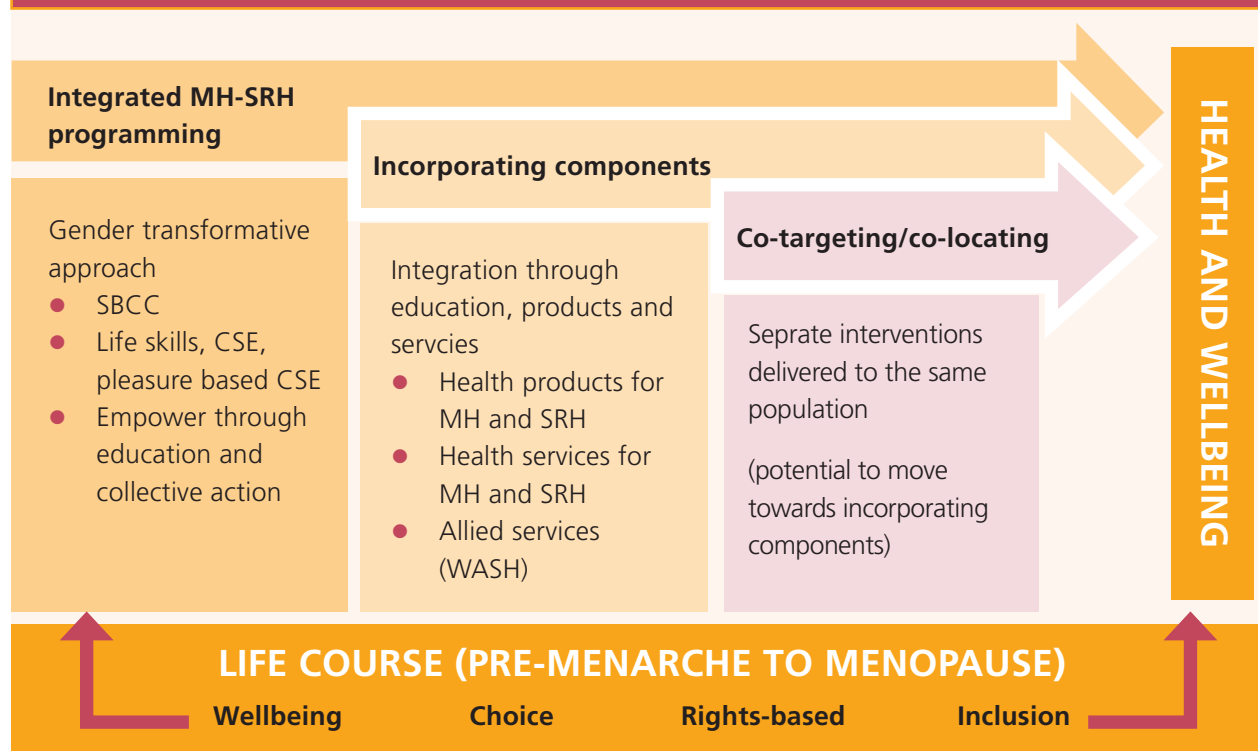 Integrated MH-SRH
programming
Gender transformative
approach
● SBCC
● Life skills, CSE,
pleasure based CSE
● Empower through
education and
collective action
Incorporating components
Integration through
education, products and
servcies
● Health products for
MH and SRH
● Health services for
MH and SRH
● Allied services
(WASH)
Co-targeting/co-locating
Seprate interventions
delivered to the same
population
(potential to move
towards incorporating
components)
HEALTH AND WELLBEING
LIFE COURSE (PRE-MENARCHE TO MENOPAUSE)
Wellbeing Choice Rights-based Inclusion